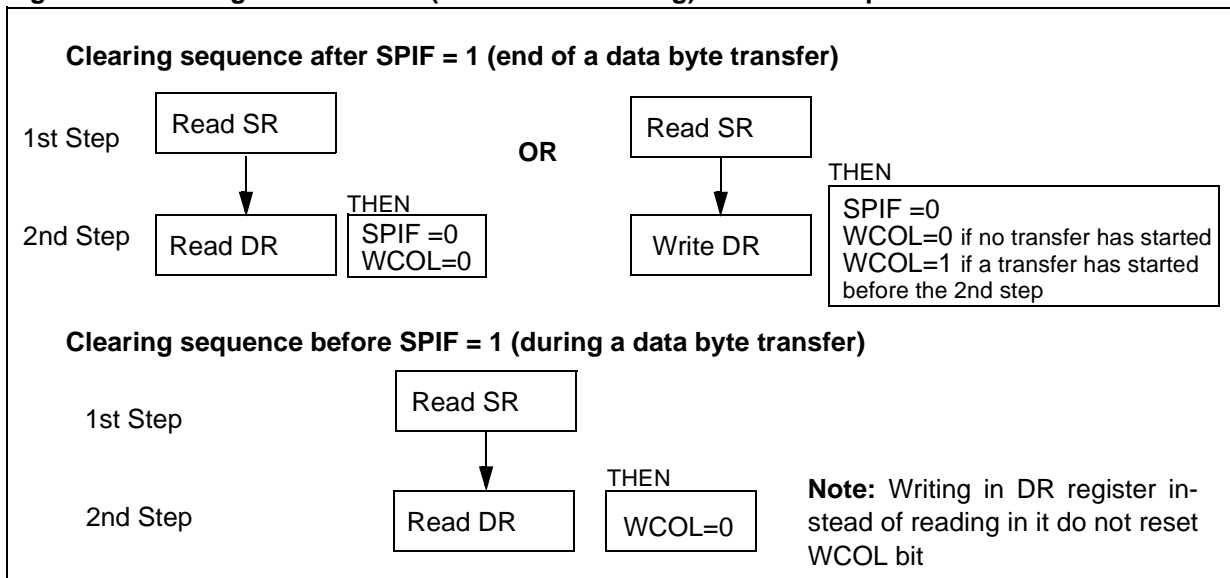 Clearing sequence after SPIF = 1 (end of a data byte transfer)
1st Step
Read SR
OR
Read SR
THEN
2nd Step
Read DR
THEN
SPIF =0
WCOL=0
Write DR
SPIF =0
WCOL=0 if no transfer has started
WCOL=1 if a transfer has started
before the 2nd step
Clearing sequence before SPIF = 1 (during a data byte transfer)
1st Step
Read SR
2nd Step
Read DR
THEN
WCOL=0
Note: Writing in DR register in-
stead of reading in it do not reset
WCOL bit